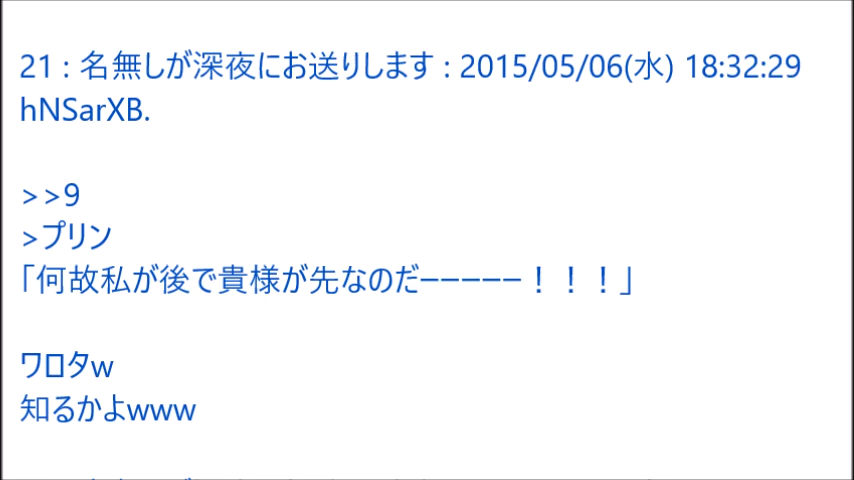 21 : 名無しが深夜にお送りします : 2015/05/06(水) 18:32:29
hNSarXB.
>>9
>プリン
「何故私が後で貴様が先なのだーーーーー！！！」
ワロタw
知るかよwww